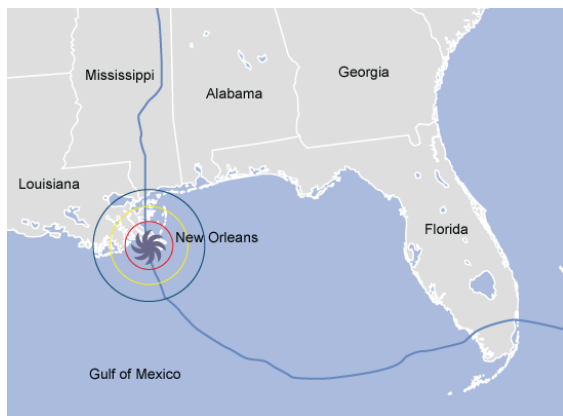 Georgia
Mississippi
Alabama
Louisiana
Florida
New Orleans
Gulf of Mexico